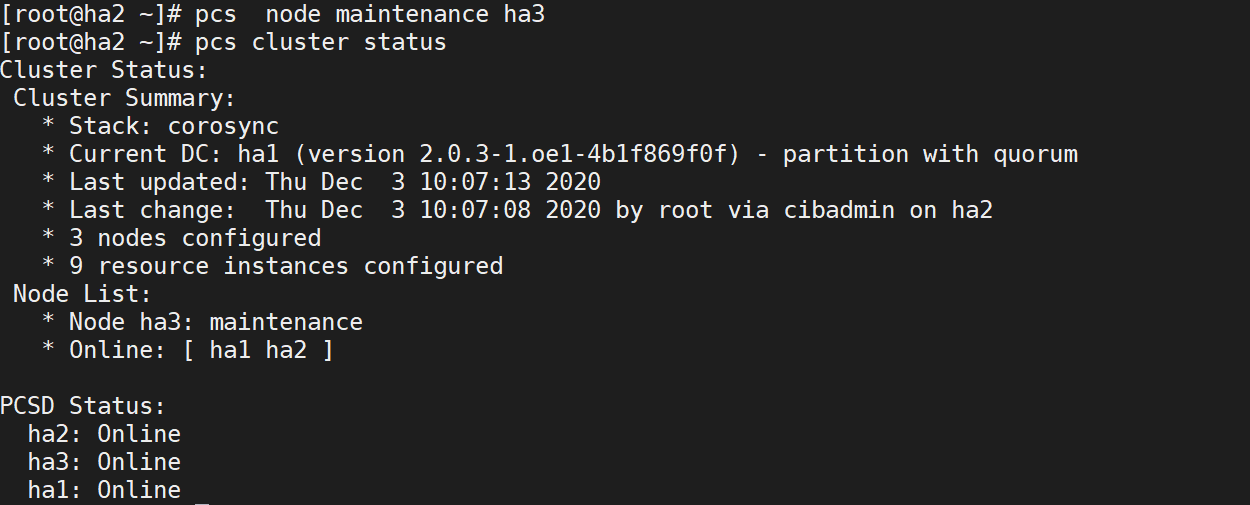 [root@ha2 ~]# pcs  node maintenance ha3
[root@ha2 ~]# pcs cluster status
Cluster Status:
 Cluster Summary:
   * Stack: corosync
   * Current DC: ha1 (version 2.0.3-1.oe1-4b1f869f0f) - partition with quorum
   * Last updated: Thu Dec  3 10:07:13 2020
   * Last change:  Thu Dec  3 10:07:08 2020 by root via cibadmin on ha2
   * 3 nodes configured
   * 9 resource instances configured
 Node List:
   * Node ha3: maintenance
   * Online: [ ha1 ha2 ]

PCSD Status:
  ha2: Online
  ha3: Online
  ha1: Online